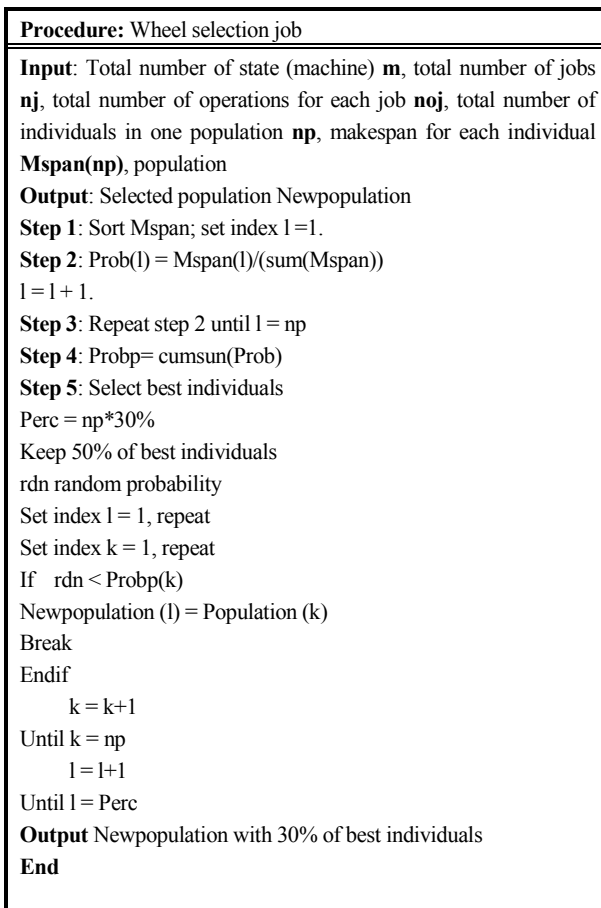 Procedure: Wheel selection job
Input: Total number of state (machine) m, total number of jobs
nj, total number of operations for each job noj, total number of
individuals in one population np, makespan for each individual
Mspan(np), population
Output: Selected population Newpopulation
Step 1: Sort Mspan; set index l =1.
Step 2: Prob(l) = Mspan(l)/(sum(Mspan))
l = l + 1.
Step 3: Repeat step 2 until l = np
Step 4: Probp= cumsun(Prob)
Step 5: Select best individuals
Perc = np*30%
Keep 50% of best individuals
rdn random probability
Set index l = 1, repeat
Set index k = 1, repeat
If rdn < Probp(k)
Newpopulation (l) = Population (k)
Break
Endif
k = k+1
Until k = np
l = l+1
Until l = Perc
Output Newpopulation with 30% of best individuals
End